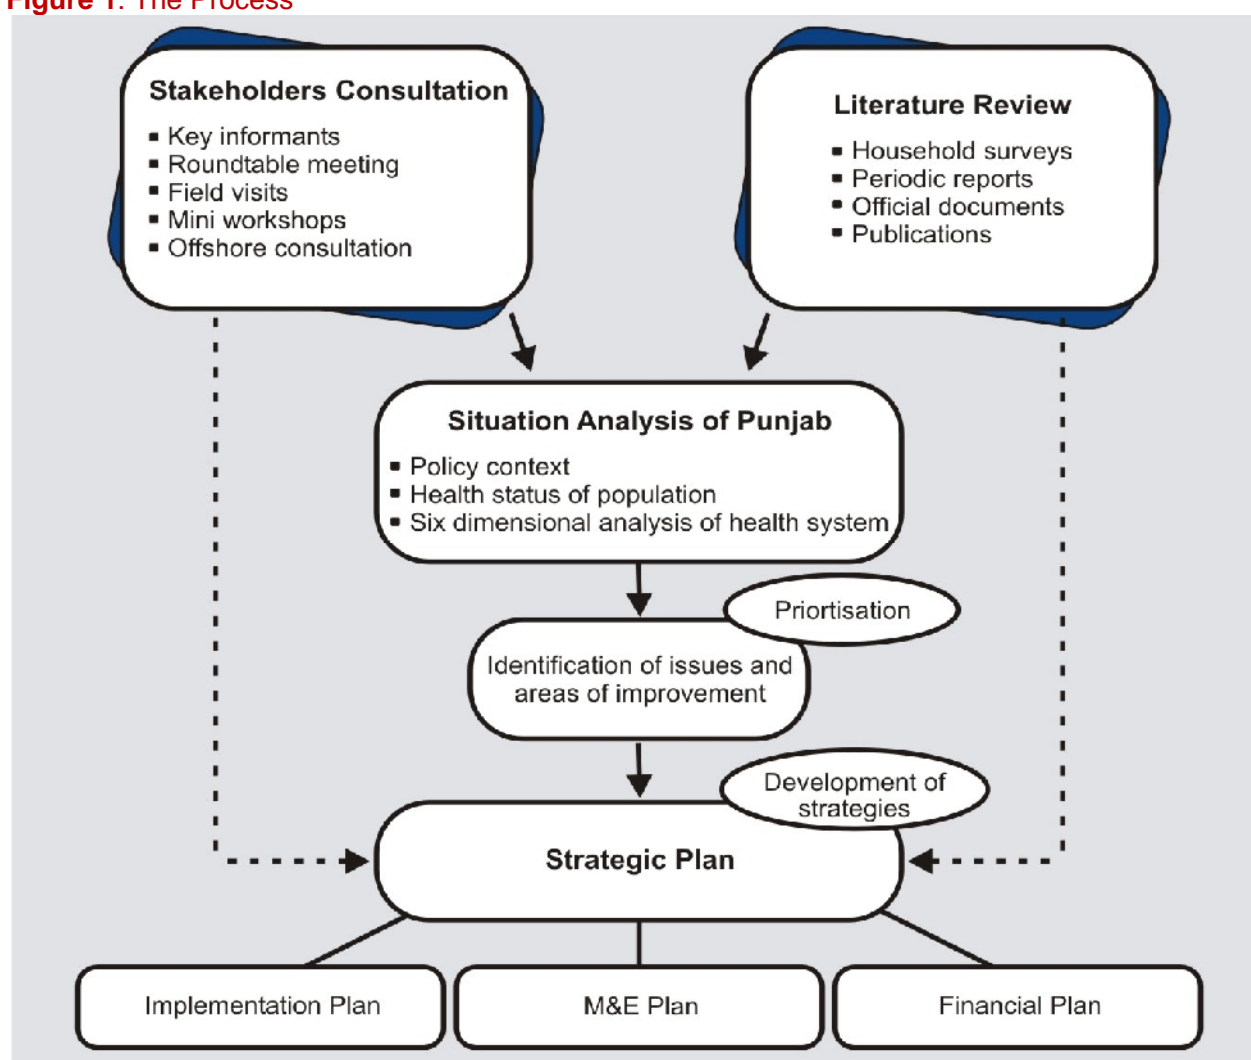 Figure 1. The Process
Stakeholders Consultation
▪ Key informants
▪ Roundtable meeting
▪ Field visits
▪ Mini workshops
▪ Offshore consultation
Literature Review
▪ Household surveys
▪ Periodic reports
▪ Official documents
▪ Publications
Situation Analysis of Punjab
▪ Policy context
▪ Health status of population
▪ Six dimensional analysis of health system
Priortisation
Identification of issues and
areas of improvement
Development of
strategies
Strategic Plan
Implementation Plan
M&E Plan
Financial Plan